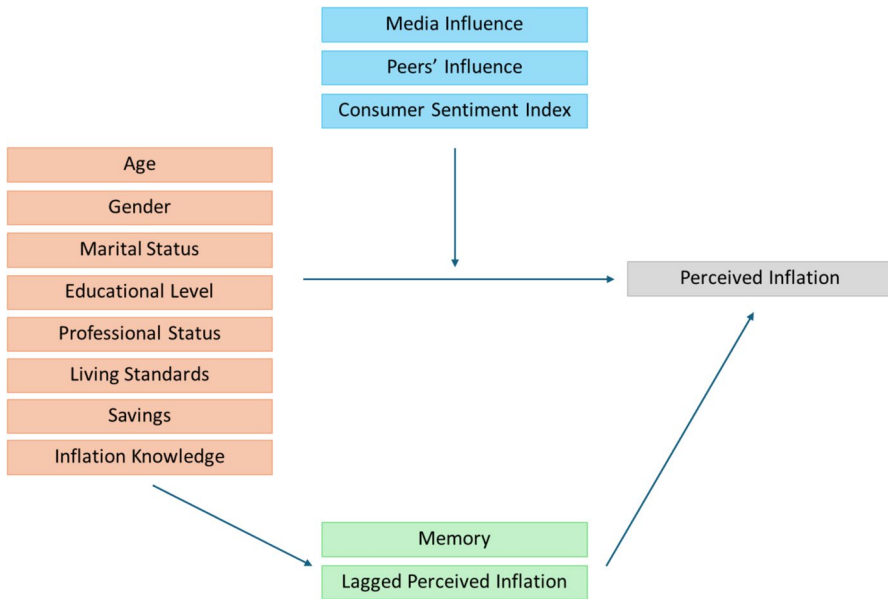 Media Influence
Peers’ Influence
Consumer Sentiment Index
Age
Gender
Marital Status
Educational Level
Professional Status
Living Standards
Savings
Inflation Knowledge
Perceived Inflation
Memory
Lagged Perceived Inflation